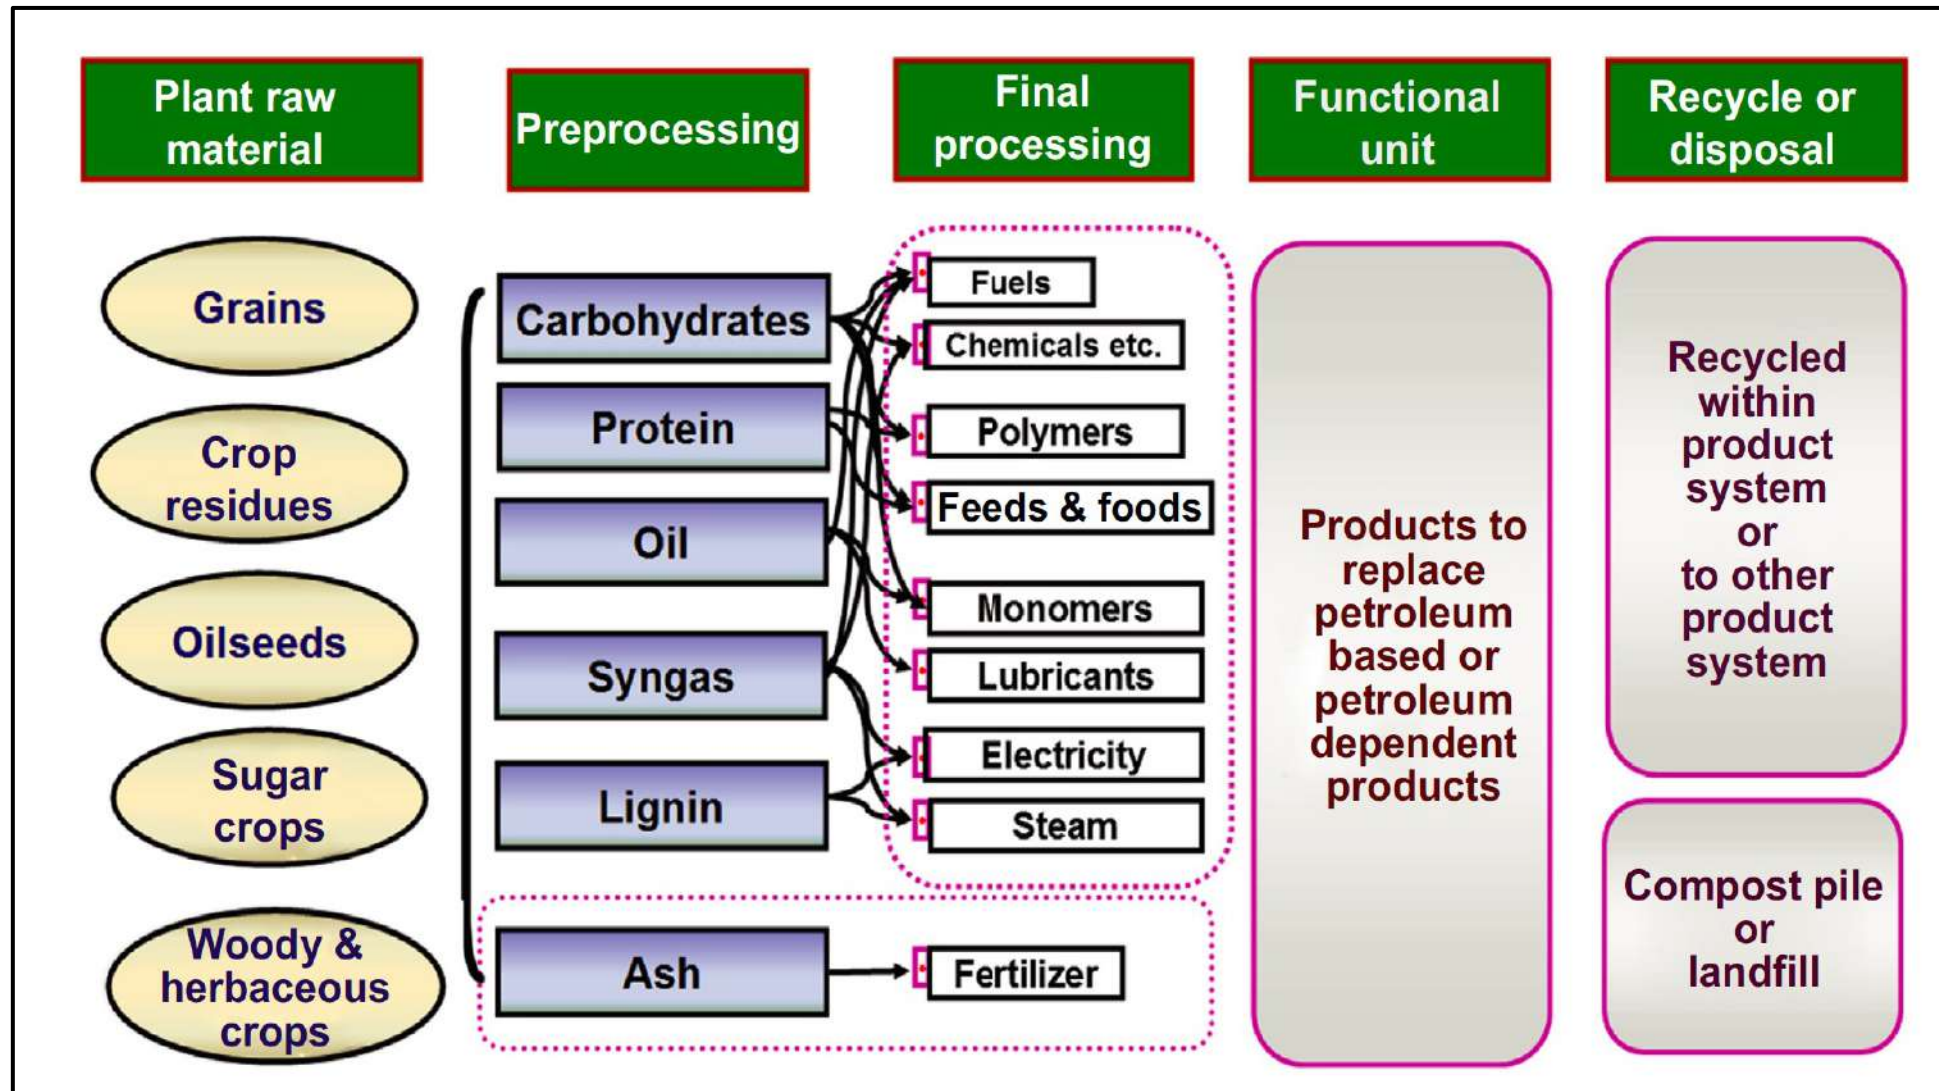 Plant raw
material
Preprocessing
Final
processing
Functional
unit
Recycle or
disposal
Grains
Crop
residues
Oilseeds
Sugar
crops
Woody &
herbaceous
crops
Carbohydrates
Protein
Oil
Syngas
Lignin
Ash
Fuels
Chemicals etc.
Polymers
Feeds & foods
Monomers
Lubricants
Electricity
Steam
Fertilizer
Products to
replace
petroleum
based or
petroleum
dependent
products
Recycled
within
product
system
or
to other
product
system
Compost pile
or
landfill